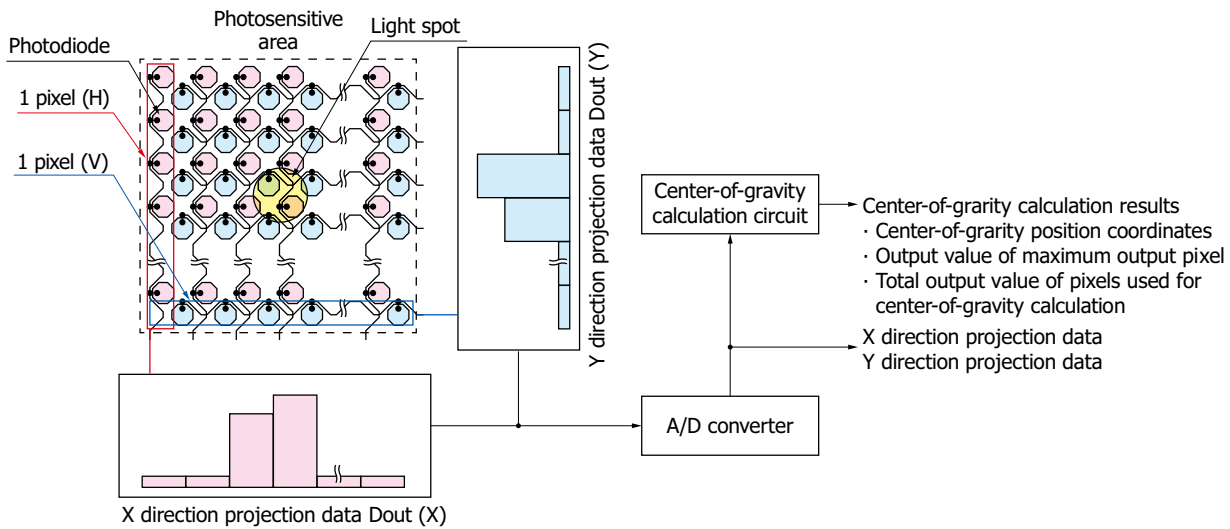 Photosensitive
area
Light spot
Photodiode
1 pixel (H)
1 pixel (V)
Y direction projection data Dout (Y)
X direction projection data Dout (X)
Center-of-gravity
calculation circuit
A/D converter
Center-of-grarity calculation results
· Center-of-grarity position coordinates
· Output value of maximum output pixel
· Total output value of pixels used for
center-of-gravity calculation
X direction projection data
Y direction projection data